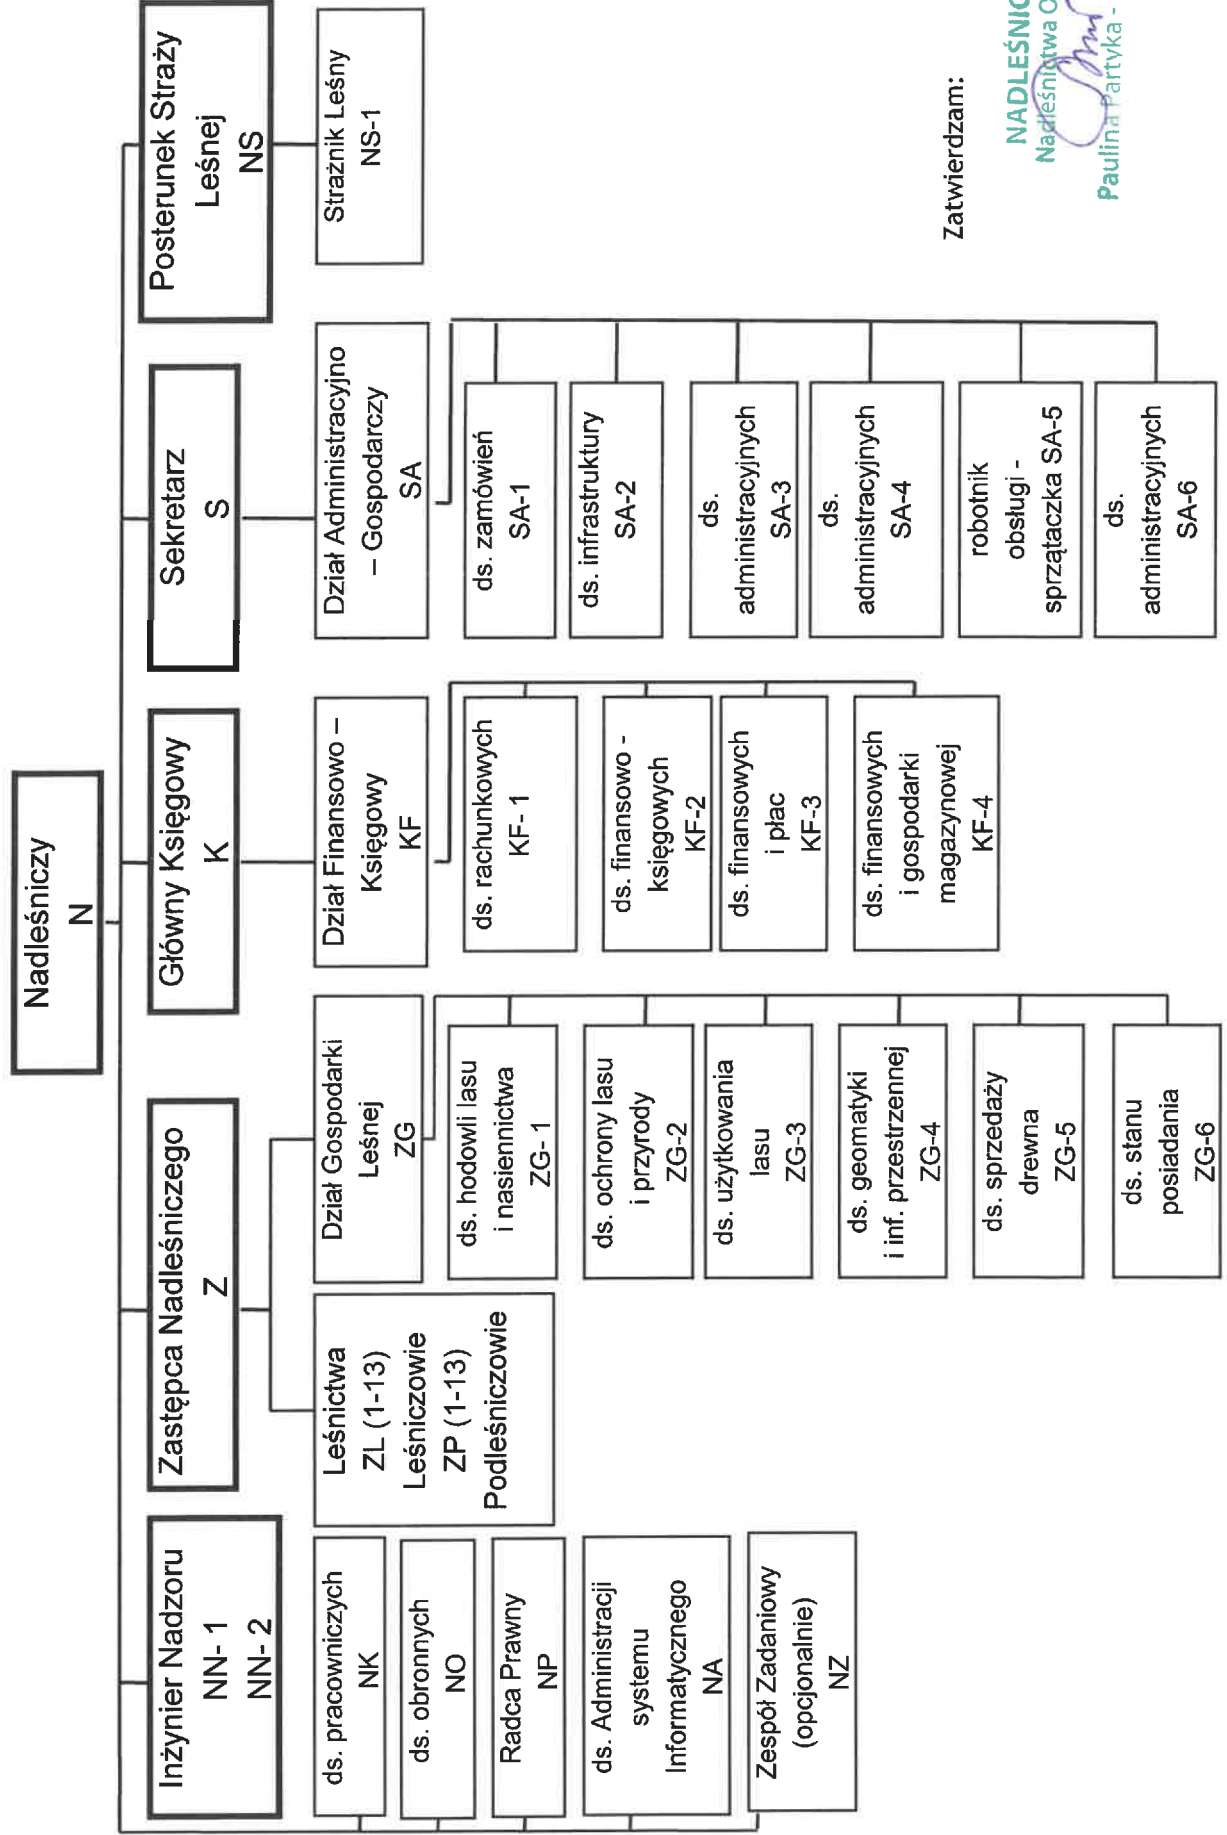 Nadleśniczy
N
Inżynier Nadzoru
NN- 1
NN- 2
Zastępca Nadleśniczego
Z
Główny Księgowy
K
Sekretarz
S
Posterunek Straży
Leśnej
NS
ds. pracowniczych
NK
ds. obronnych
NO
Radca Prawny
NP
ds. Administracji
systemu
Informatycznego
NA
Zespół Zadaniowy
(opcjonalnie)
NZ
Leśnictwa
ZL (1-13)
Leśniczowie
ZP (1-13)
Podleśniczowie
Dział Gospodarki
Leśnej
ZG
ds. hodowli lasu
i nasiennictwa
ZG- 1
ds. ochrony lasu
i przyrody
ZG-2
ds. użytkowania
lasu
ZG-3
ds. geomatyki
i inf. przestrzennej
ZG-4
ds. sprzedaży
drewna
ZG-5
ds. stanu
posiadania
ZG-6
Dział Finansowo –
Księgowy
KF
ds. rachunkowych
KF- 1
ds. finansowo -
księgowych
KF-2
ds. finansowych
i płac
KF-3
ds. finansowych
i gospodarki
magazynowej
KF-4
Dział Administracyjno
– Gospodarczy
SA
ds. zamówień
SA-1
ds. infrastruktury
SA-2
ds.
administracyjnych
SA-3
ds.
administracyjnych
SA-4
robotnik
obsługi -
sprzątaczka SA-5
ds.
administracyjnych
SA-6
Strażnik Leśny
NS-1
Zatwierdzam:
NADLEŚNIC
Nadleśnictwa O
Paulina Partyka -